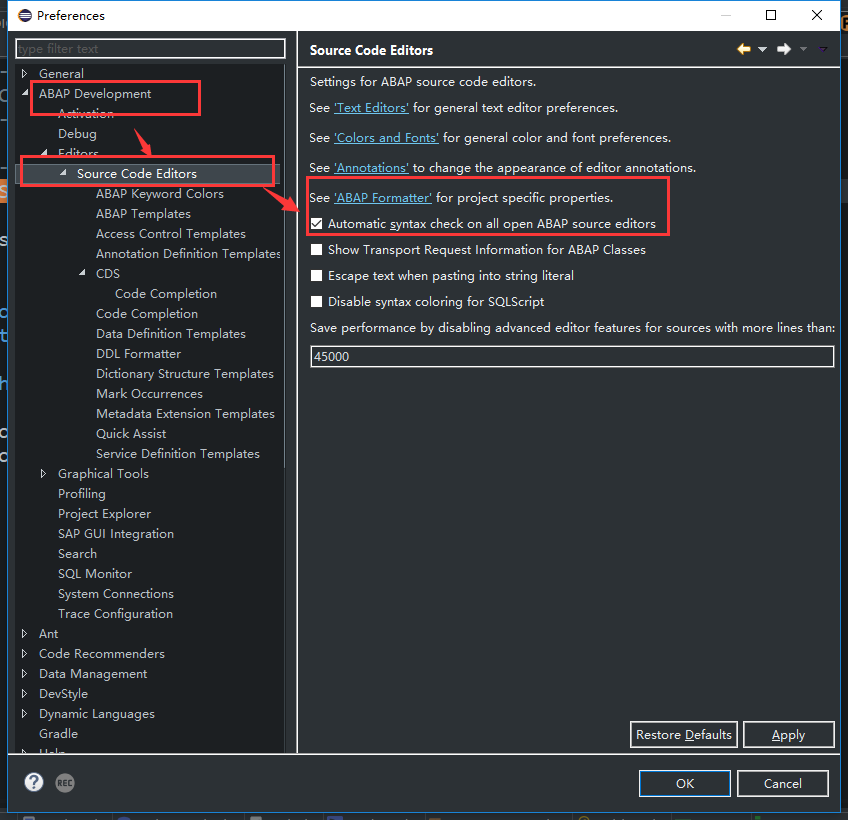 Preferences
type filter text
General
ABAP Development
Activation
Debug
Editors
Source Code Editors
ABAP Keyword Colors
ABAP Templates
Access Control Templates
Annotation Definition Templates
CDS
Code Completion
Code Completion
Data Definition Templates
DDL Formatter
Dictionary Structure Templates
Mark Occurrences
Metadata Extension Templates
Quick Assist
Service Definition Templates
Graphical Tools
Profiling
Project Explorer
SAP GUI Integration
Search
SQL Monitor
System Connections
Trace Configuration
Ant
Code Recommenders
Data Management
DevStyle
Dynamic Languages
Gradle
Help
Source Code Editors
Settings for ABAP source code editors.
See 'Text Editors' for general text editor preferences.
See 'Colors and Fonts' for general color and font preferences.
See 'Annotations' to change the appearance of editor annotations.
See 'ABAP Formatter' for project specific properties.
Automatic syntax check on all open ABAP source editors
Show Transport Request Information for ABAP Classes
Escape text when pasting into string literal
Disable syntax coloring for SQLScript
Save performance by disabling advanced editor features for sources with more lines than:
45000
Restore Defaults
Apply
?
REC
OK
Cancel